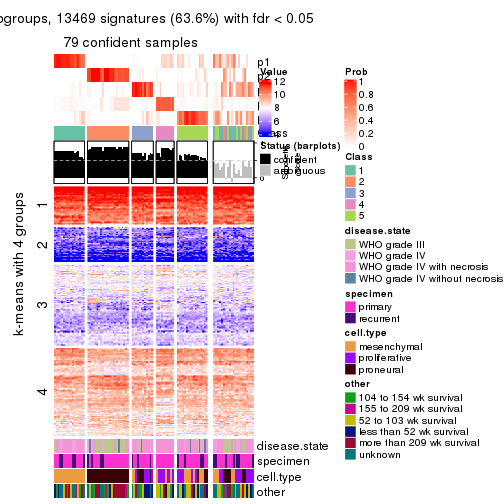 ogroups, 13469 signatures (63.6%) with fdr < 0.05
79 confident samples
p1
Value
12
10
8
6
Prob
1
0.8
0.6
0.4
0.2
0
Status (barplots)
confident
Class
1
2
3
4
5
k-means with 4 groups
1
2
3
4
disease.state
WHO grade III
WHO grade IV
WHO grade IV with necrosis
WHO grade IV without necrosis
specimen
primary
recurrent
cell.type
mesenchymal
proliferative
proneural
other
104 to 154 wk survival
155 to 209 wk survival
52 to 103 wk survival
less than 52 wk survival
more than 209 wk survival
unknown
disease.state
specimen
cell.type
other